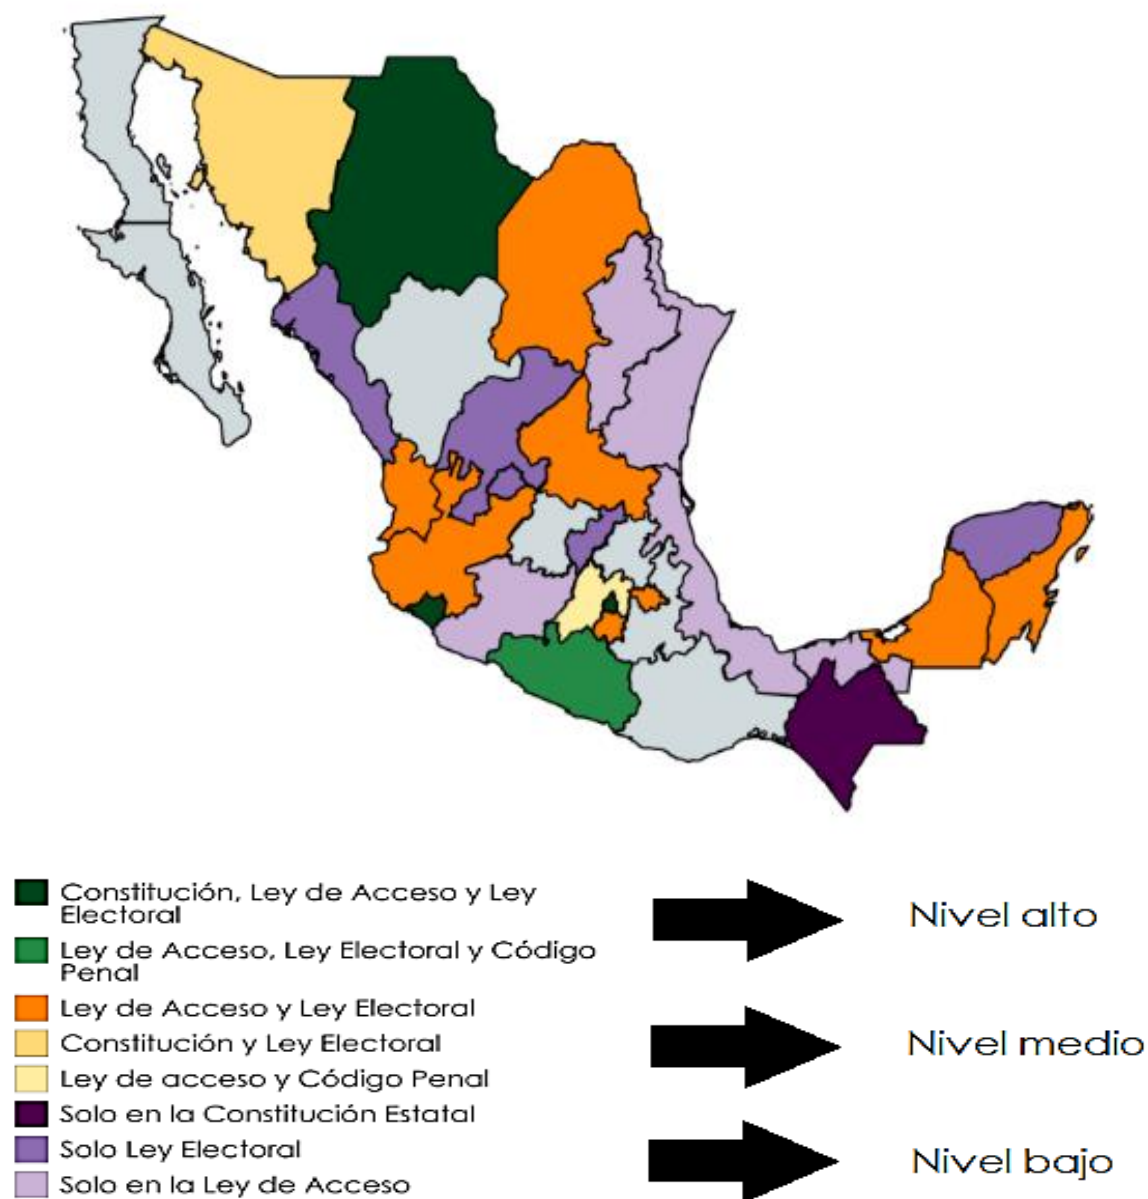 Constitución, Ley de Acceso y Ley
Electoral
Nivel alto
Ley de Acceso, Ley Electoral y Código
Penal
Ley de Acceso y Ley Electoral
Constitución y Ley Electoral
Nivel medio
Ley de acceso y Código Penal
Solo en la Constitución Estatal
Solo Ley Electoral
Nivel bajo
Solo en la Ley de Acceso